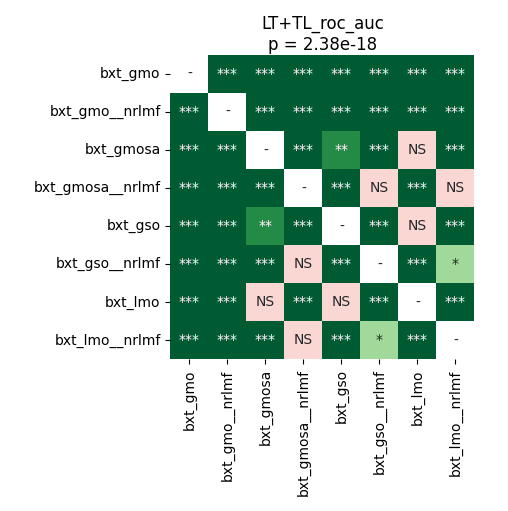 LT+TL_roc_auc
p = 2.38e-18
bxt_gmo - *** *** *** *** *** *** ***
bxt_gmo__nrlmf *** - *** *** *** *** *** ***
bxt_gmosa *** *** - *** ** *** NS ***
bxt_gmosa__nrlmf *** *** *** - *** NS *** NS
bxt_gso *** *** ** *** - *** NS ***
bxt_gso__nrlmf *** *** *** NS *** - *** *
bxt_lmo *** *** NS *** NS *** - ***
bxt_lmo__nrlmf *** *** *** NS *** * *** -
bxt_gmo
bxt_gmo__nrlmf
bxt_gmosa
bxt_gmosa__nrlmf
bxt_gso
bxt_gso__nrlmf
bxt_lmo
bxt_lmo__nrlmf